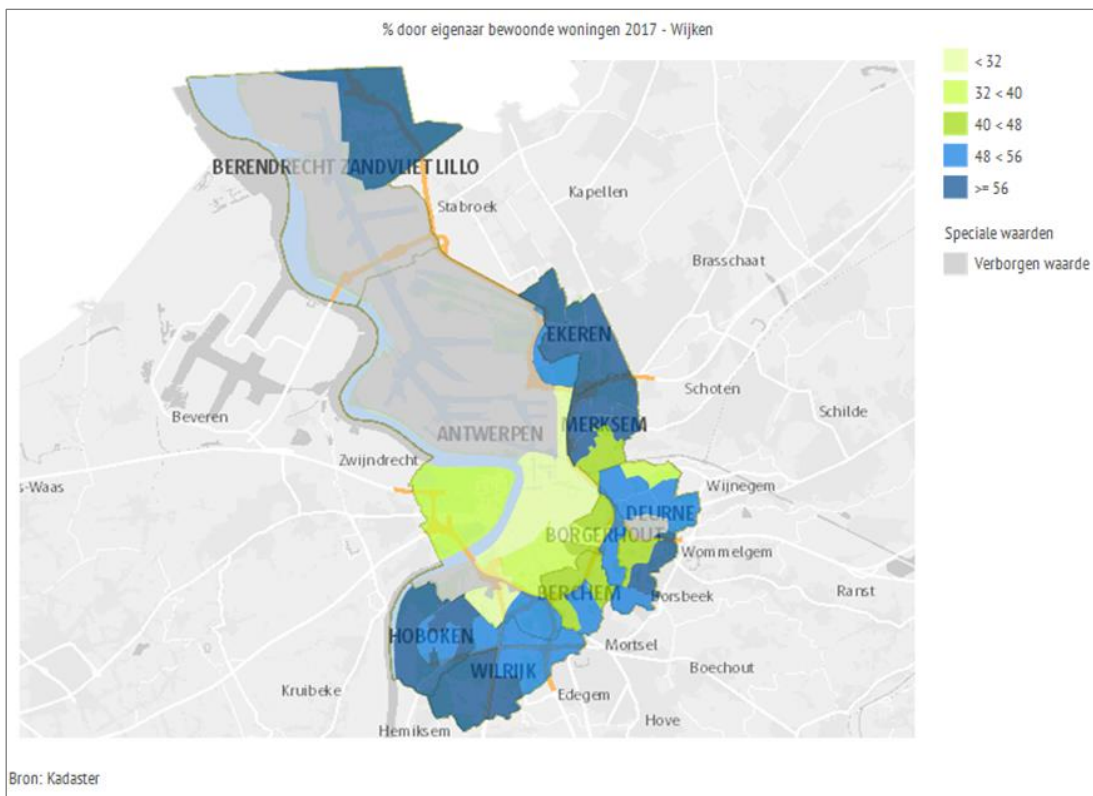 % door eigenaar bewoonde woningen 2017 - Wijken
< 32
32 < 40
40 < 48
48 < 56
>= 56
Speciale waarden
Verborgen waarde
BERENDRECHT ZANDVLIET LILLO
Kapellen
Stabroek
Brasschaat
EKEREN
Schoten
Schilde
Beveren
MERKSEM
ANTWERPEN
Zwijndrecht
s-Waas
Wijnegem
DEURNE
BORGERHOUT
Wommelgem
BERCHEM
Borsbeek
Ranst
HOBOKEN
Mortsel
WILRIJK
Boechout
Kruibeke
Edegem
Hove
Hemiksem
Bron: Kadaster